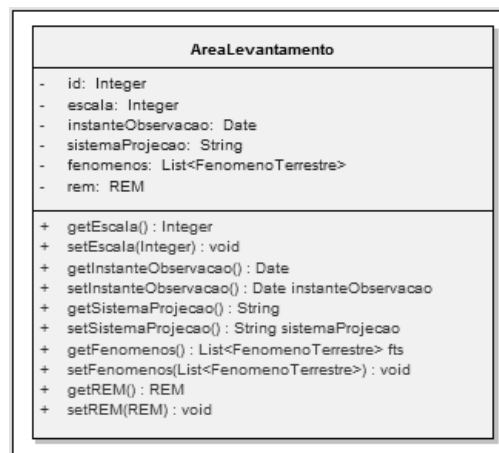 AreaLevantamento
- id: Integer
- escala: Integer
- instanteObservacao: Date
- sistemaProjecao: String
- fenomenos: List<FenomenoTerrestre>
- rem: REM
+ getEscala() : Integer
+ setEscala(Integer) : void
+ getInstanteObservacao() : Date
+ setInstanteObservacao() : Date instanteObservacao
+ getSistemaProjecao() : String
+ setSistemaProjecao() : String sistemaProjecao
+ getFenomenos() : List<FenomenoTerrestre> fts
+ setFenomenos(List<FenomenoTerrestre>) : void
+ getREM() : REM
+ setREM(REM) : void